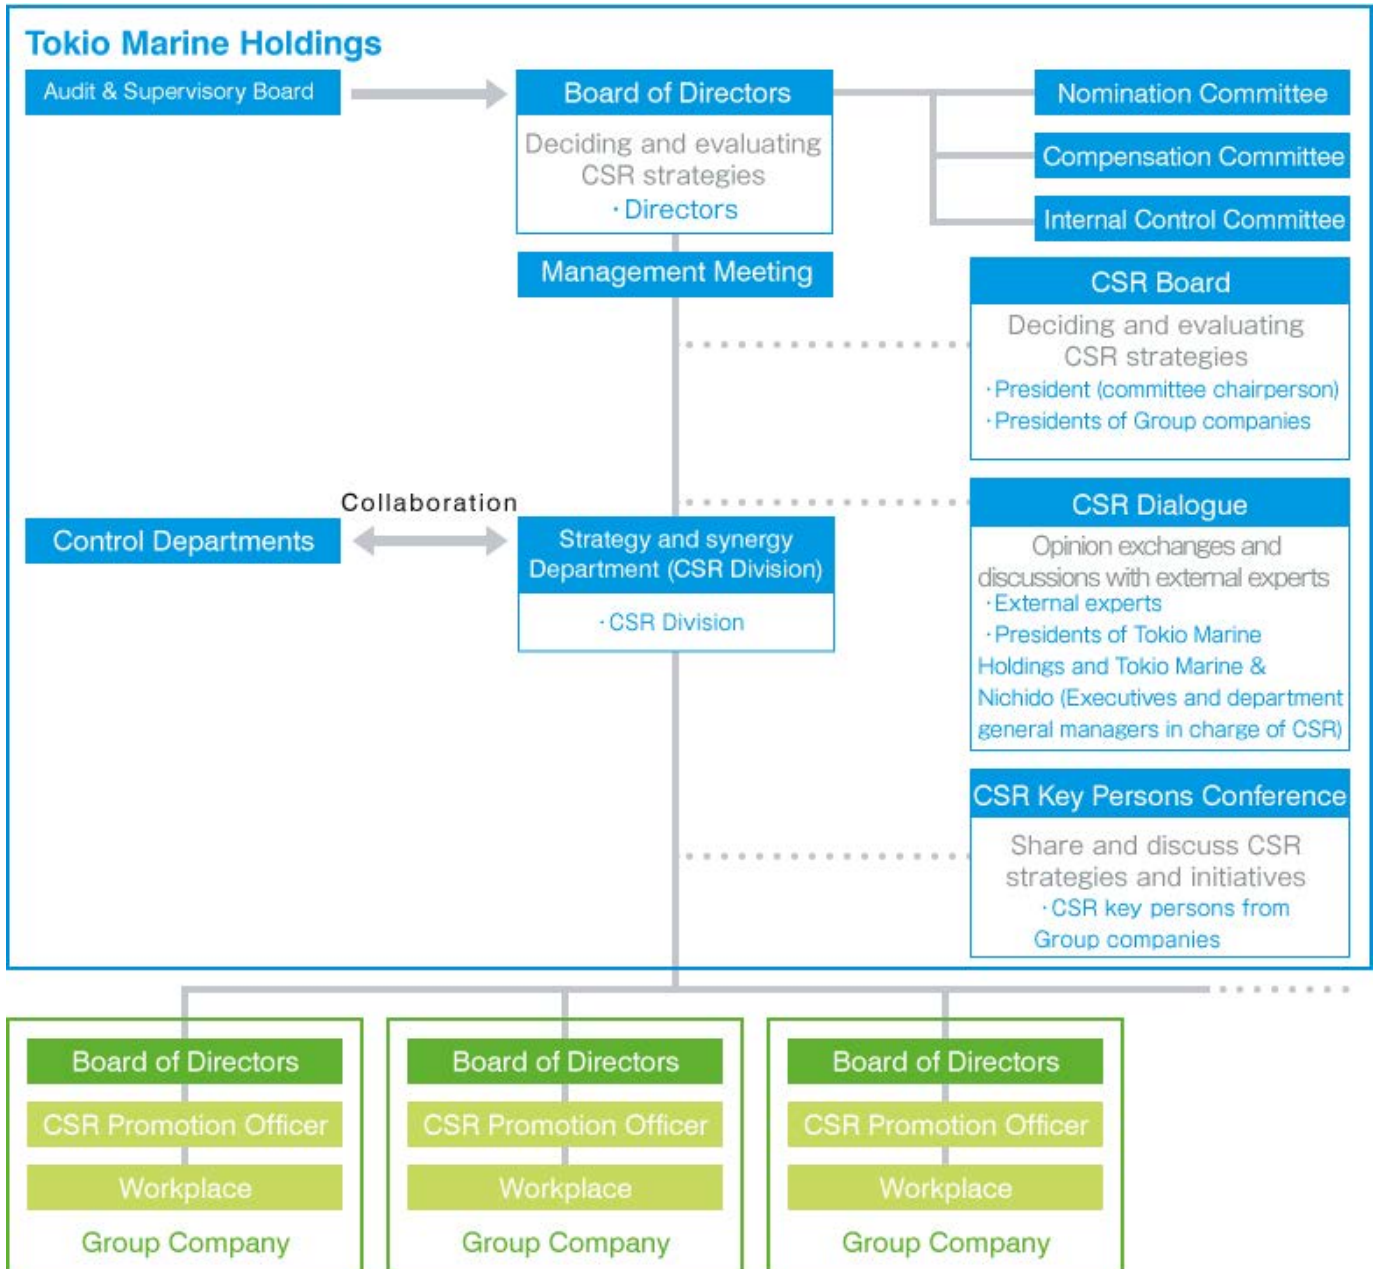 Tokio Marine Holdings
Audit & Supervisory Board
Board of Directors
Deciding and evaluating
CSR strategies
・Directors
Nomination Committee
Compensation Committee
Internal Control Committee
Management Meeting
CSR Board
Deciding and evaluating
CSR strategies
・President (committee chairperson)
・Presidents of Group companies
Collaboration
Control Departments
Strategy and synergy
Department (CSR Division)
・CSR Division
CSR Dialogue
Opinion exchanges and
discussions with external experts
・External experts
・Presidents of Tokio Marine
Holdings and Tokio Marine &
Nichido (Executives and department
general managers in charge of CSR)
CSR Key Persons Conference
Share and discuss CSR
strategies and initiatives
・CSR key persons from
Group companies
Board of Directors
CSR Promotion Officer
Workplace
Group Company
Board of Directors
CSR Promotion Officer
Workplace
Group Company
Board of Directors
CSR Promotion Officer
Workplace
Group Company